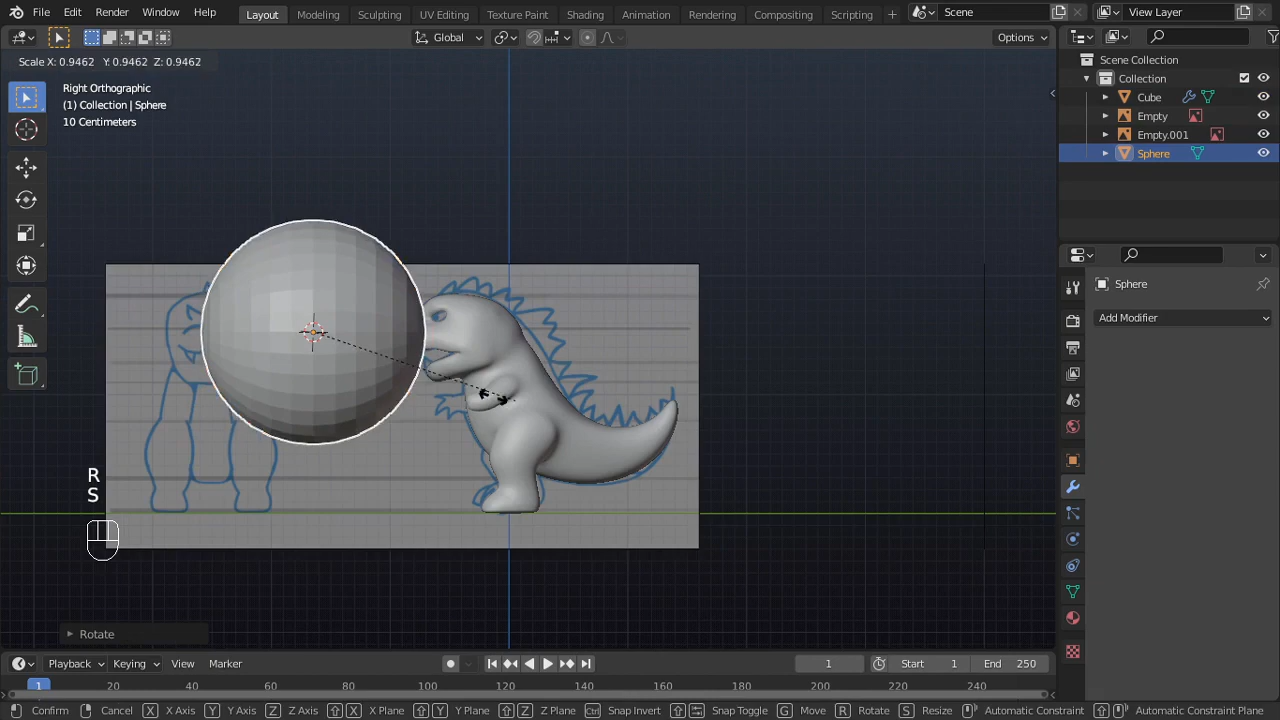 File Edit Render Window Help Layout Modeling Sculpting UV Editing Texture Paint Shading Animation Rendering Compositing Scripting + Scene View Layer
Global Options
Scale X: 0.9462 Y: 0.9462 Z: 0.9462
Right Orthographic
(1) Collection | Sphere
10 Centimeters
Scene Collection
Collection
Cube
Empty
Empty.001
Sphere
Sphere
Add Modifier
R
S
Rotate
Playback Keying View Marker 1 Start 1 End 250
1 20 40 60 80 100 120 140 160 180 200 220 240
Confirm Cancel X X Axis Y Y Axis Z Z Axis X X Plane Y Y Plane Z Z Plane Ctrl Snap Invert Snap Toggle G Move R Rotate S Resize Automatic Constraint Automatic Constraint